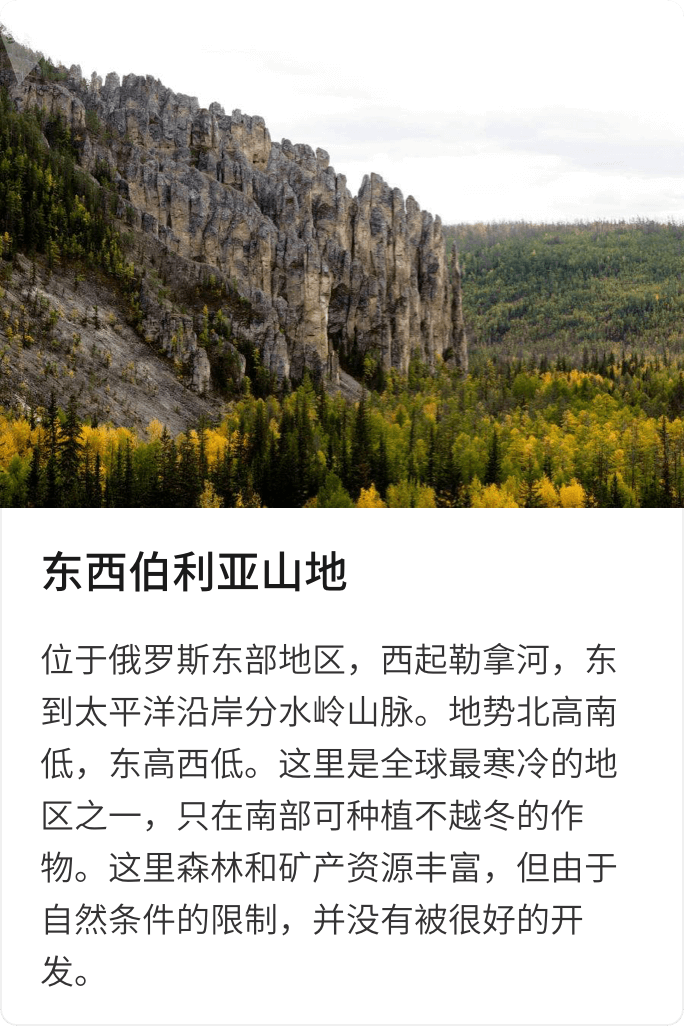 东西伯利亚山地
位于俄罗斯东部地区，西起勒拿河，东
到太平洋沿岸分水岭山脉。地势北高南
低，东高西低。这里是全球最寒冷的地
区之一，只在南部可种植不越冬的作
物。这里森林和矿产资源丰富，但由于
自然条件的限制，并没有被很好的开
发。